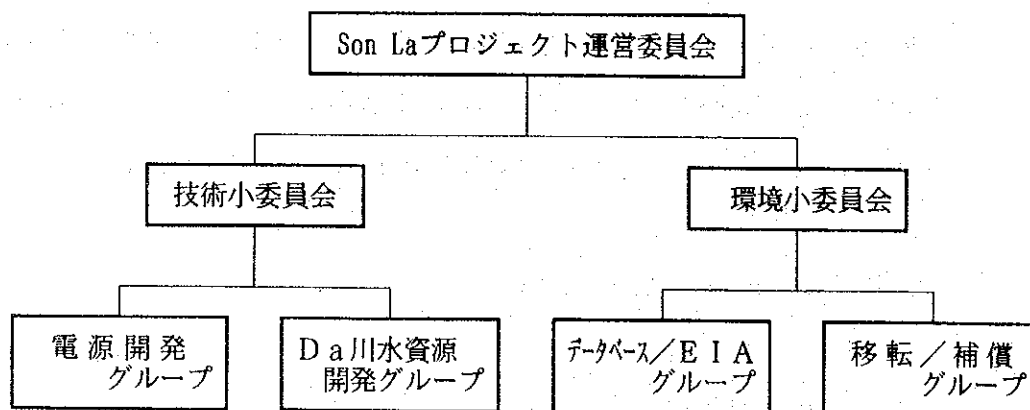 Son Laプロジェクト運営委員会
技術小委員会
環境小委員会
電源開発
グループ
Da川水資源
開発グループ
データベース/EIA
グループ
移転/補償
グループ